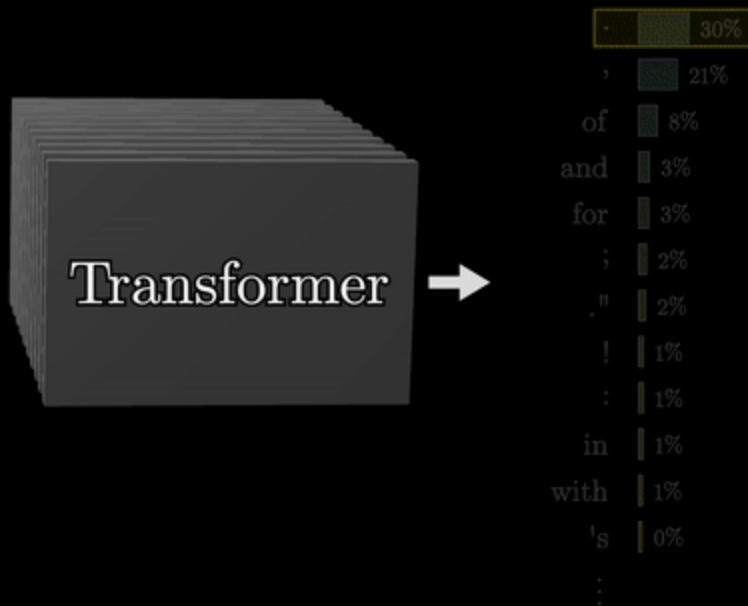 . 30%
, 21%
of 8%
and 3%
for 3%
Transformer
; 2%
." 2%
! 1%
: 1%
in 1%
with 1%
's 0%
⋮